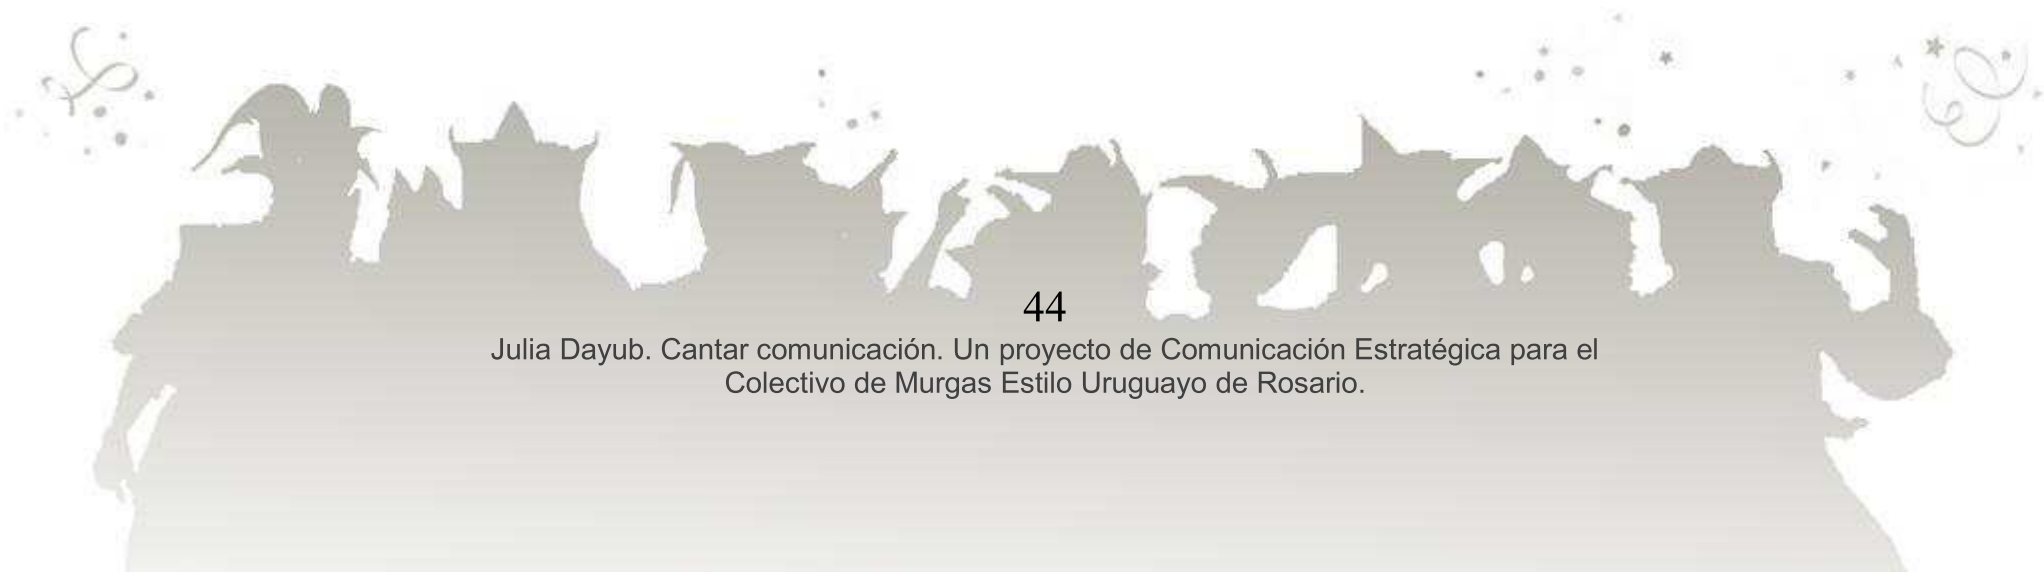 44
Julia Dayub. Cantar comunicación. Un proyecto de Comunicación Estratégica para el
Colectivo de Murgas Estilo Uruguayo de Rosario.